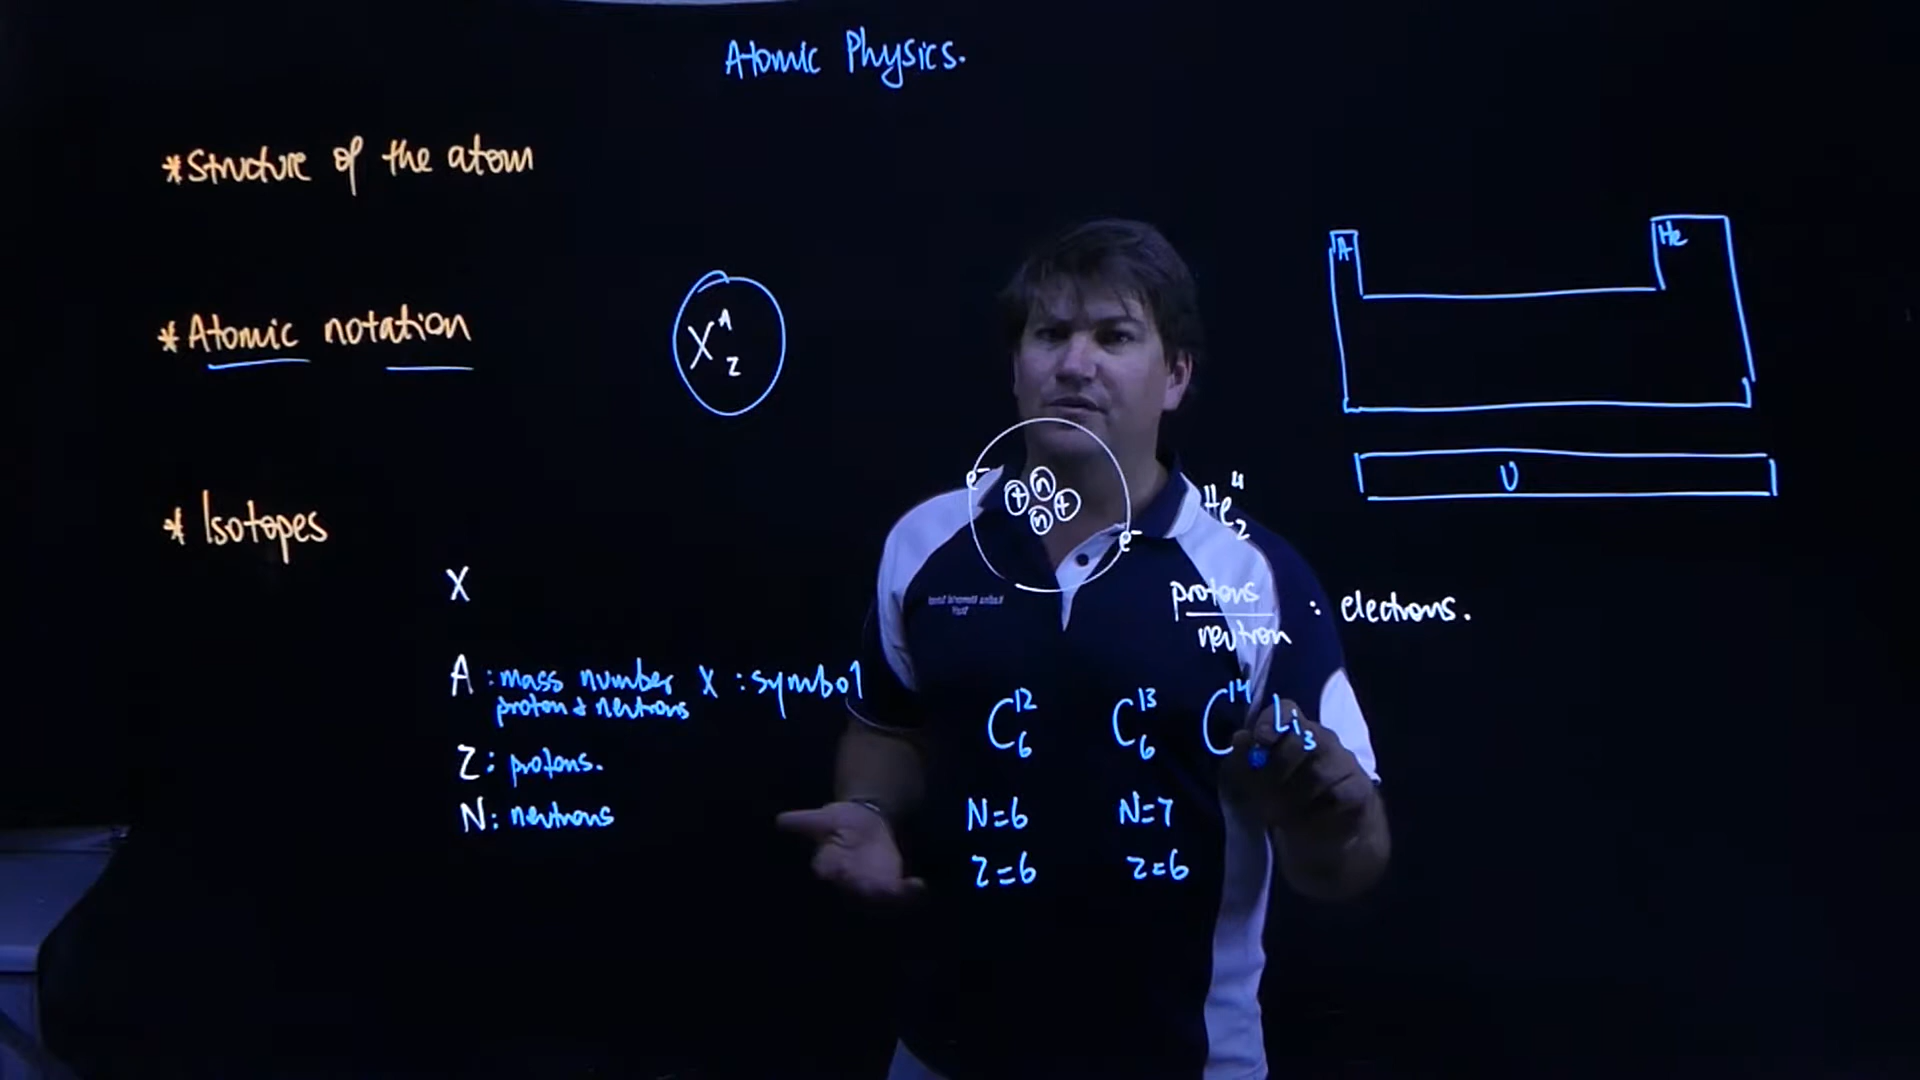 Atomic Physics.
*Structure of the atom
A
He
*Atomic notation
X A Z
U
e-
n
+ +
n
e-
He 4 2
*Isotopes
X
protons
neutron : electrons.
A : mass number X : symbol
proton & neutrons
C 12 6 C 13 6 C 14 Li 3
Z : protons.
N : neutrons
N=6 N=7
Z=6 Z=6